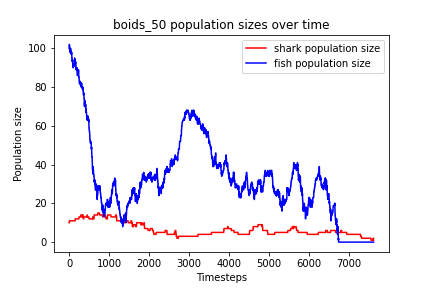 boids_50 population sizes over time
shark population size
fish population size
Population size
100
80
60
40
20
0
0 1000 2000 3000 4000 5000 6000 7000
Timesteps